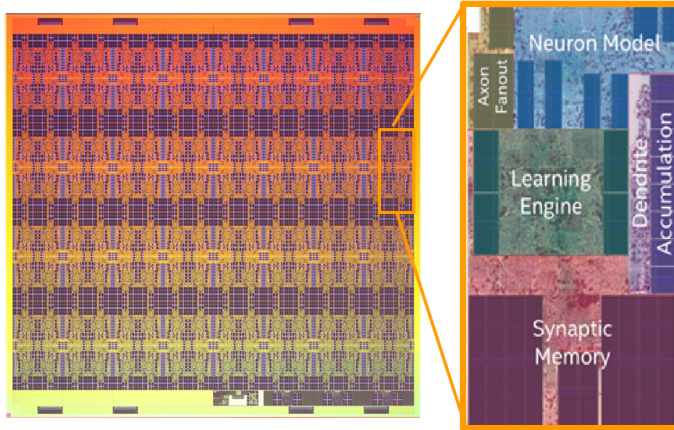 Neuron Model
Axon
Fanout
Learning
Engine
Dendrite
Accumulation
Synaptic
Memory